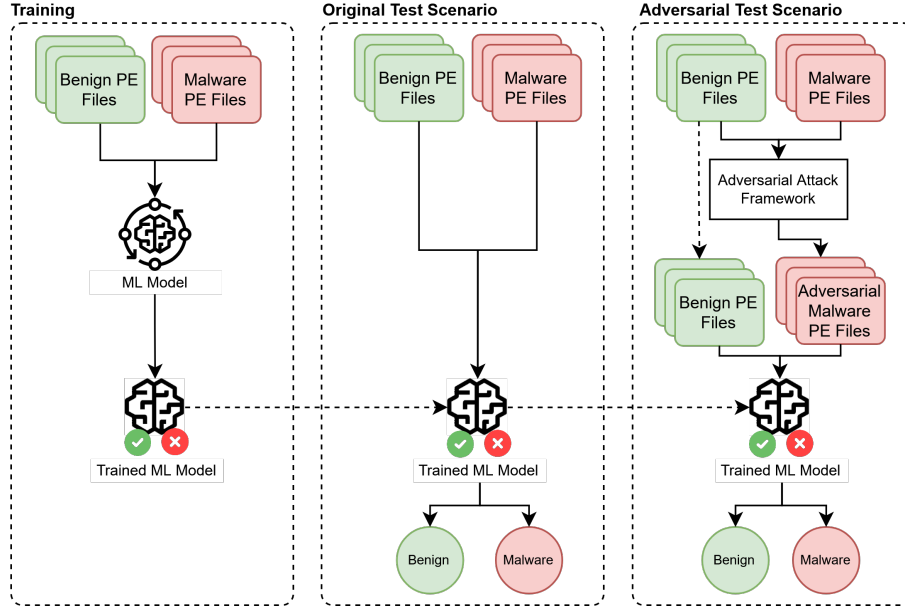 Training
Benign PE
Files
Malware
PE Files
ML Model
Trained ML Model
Original Test Scenario
Benign PE
Files
Malware
PE Files
Trained ML Model
Benign
Malware
Adversarial Test Scenario
Benign PE
Files
Malware
PE Files
Adversarial Attack
Framework
Benign PE
Files
Adversarial
Malware
PE Files
Trained ML Model
Benign
Malware